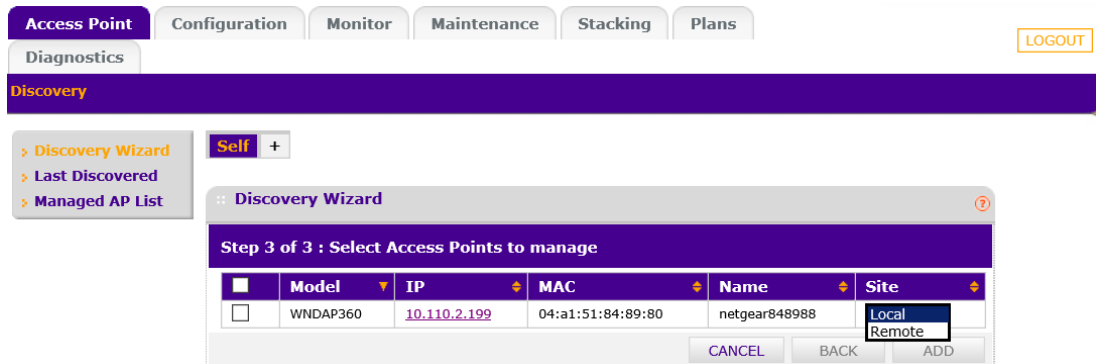 Access Point Configuration Monitor Maintenance Stacking Plans
LOGOUT
Diagnostics
Discovery
Discovery Wizard
Last Discovered
Managed AP List
Self +
Discovery Wizard ?
Step 3 of 3 : Select Access Points to manage
Model IP MAC Name Site
WNDAP360 10.110.2.199 04:a1:51:84:89:80 netgear848988 Local
Remote
CANCEL BACK ADD